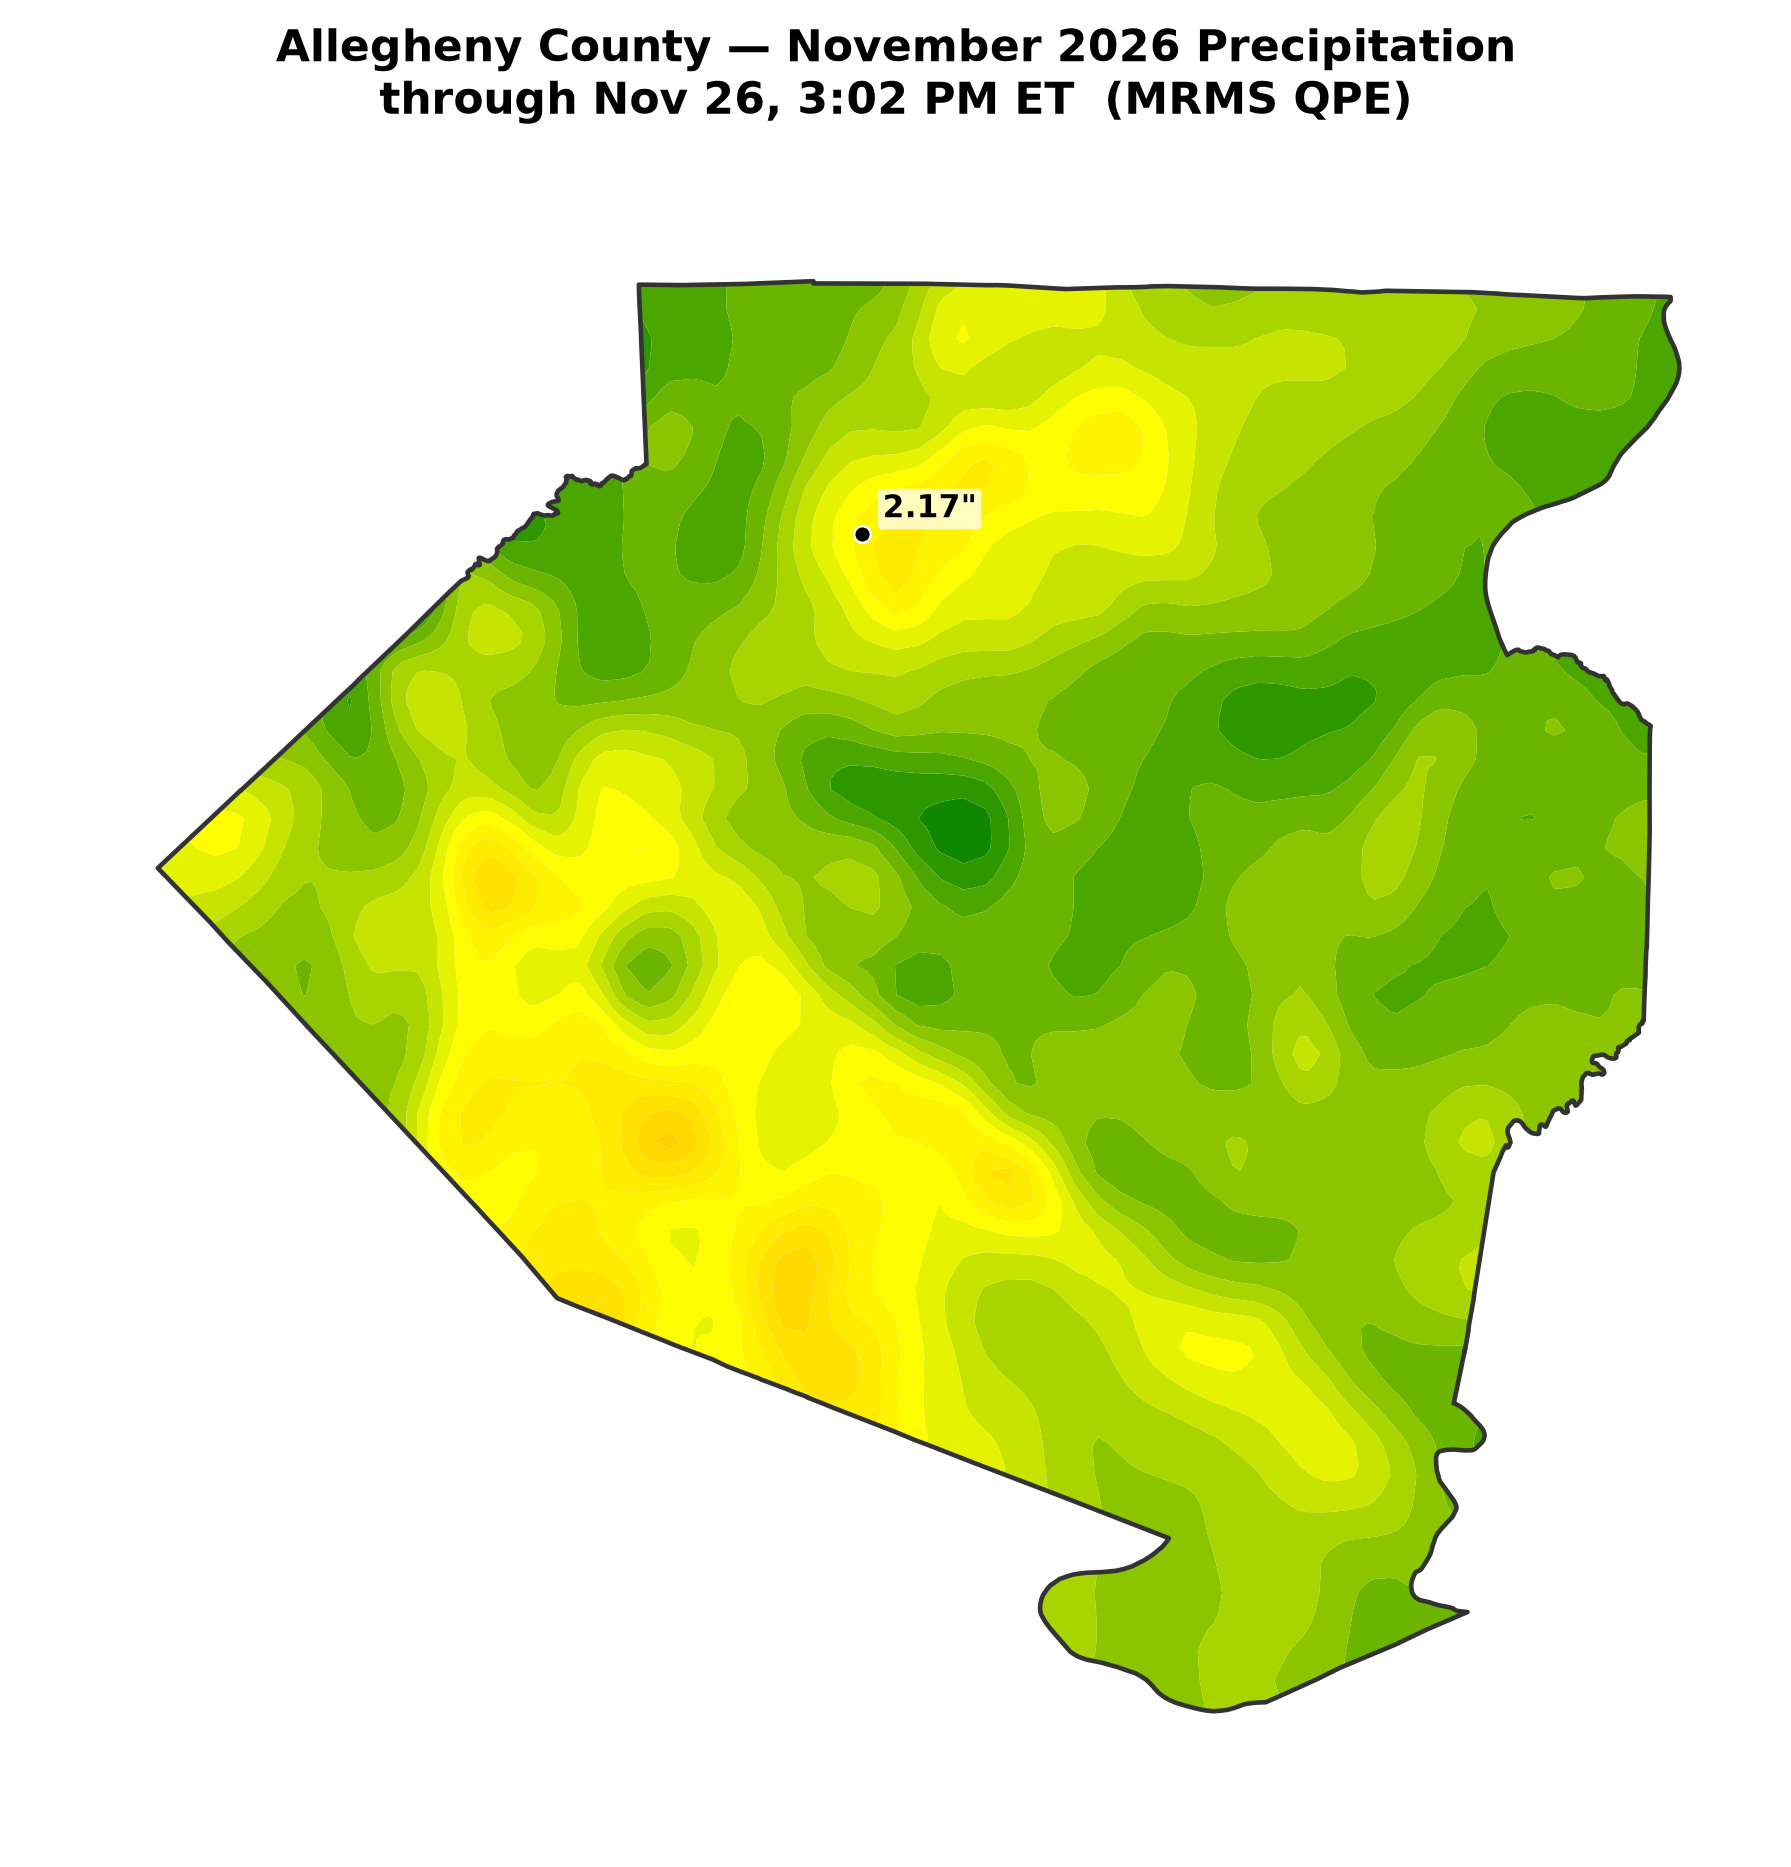 Allegheny County — November 2026 Precipitation
through Nov 26, 3:02 PM ET (MRMS QPE)
2.17"